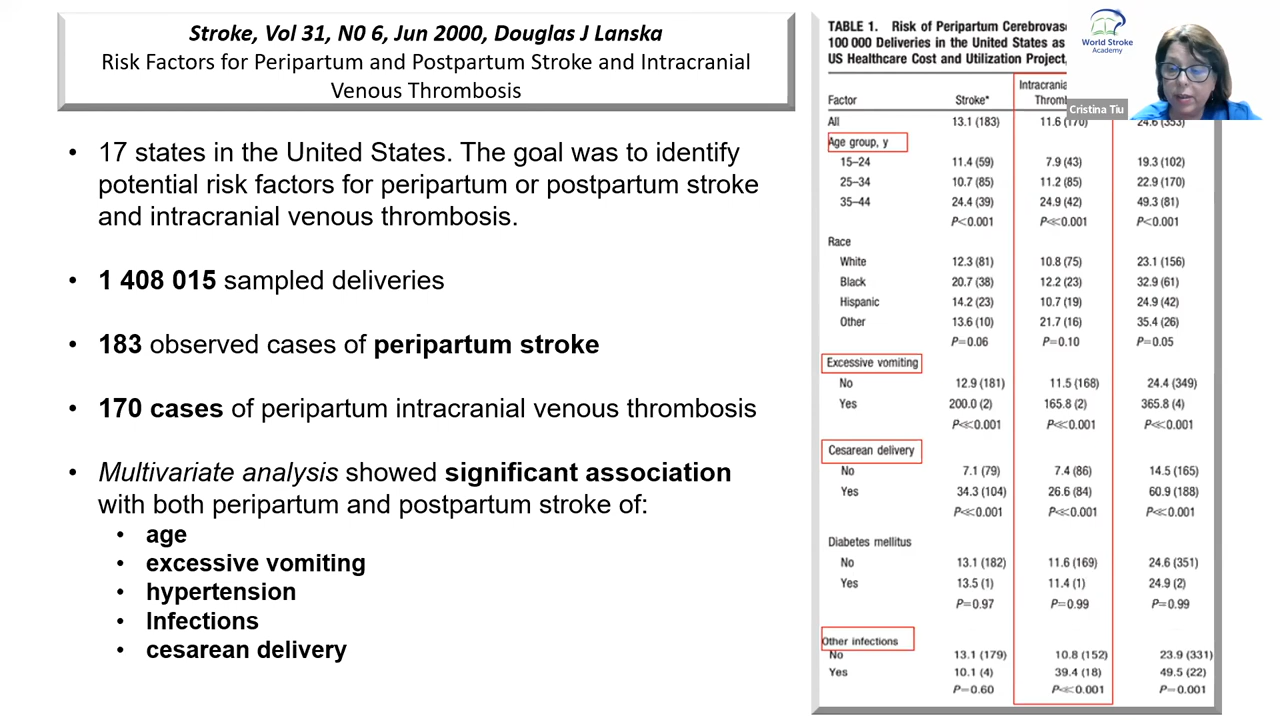 Stroke, Vol 31, N0 6, Jun 2000, Douglas J Lanska
Risk Factors for Peripartum and Postpartum Stroke and Intracranial
Venous Thrombosis
• 17 states in the United States. The goal was to identify
potential risk factors for peripartum or postpartum stroke
and intracranial venous thrombosis.
• 1 408 015 sampled deliveries
• 183 observed cases of peripartum stroke
• 170 cases of peripartum intracranial venous thrombosis
• Multivariate analysis showed significant association
with both peripartum and postpartum stroke of:
• age
• excessive vomiting
• hypertension
• Infections
• cesarean delivery
TABLE 1. Risk of Peripartum
100 000 Deliveries in the United States as
US Healthcare Cost and Utilization Project,
Factor Stroke*
All 13.1 (183) 11.6 (170) 24.6 (353)
Age group, y
15–24 11.4 (59) 7.9 (43) 19.3 (102)
25–34 10.7 (85) 11.2 (85) 22.9 (170)
35–44 24.4 (39) 24.9 (42) 49.3 (81)
P<0.001 P≪0.001 P<0.001
Race
White 12.3 (81) 10.8 (75) 23.1 (156)
Black 20.7 (38) 12.2 (23) 32.9 (61)
Hispanic 14.2 (23) 10.7 (19) 24.9 (42)
Other 13.6 (10) 21.7 (16) 35.4 (26)
P=0.06 P=0.10 P=0.05
Excessive vomiting
No 12.9 (181) 11.5 (168) 24.4 (349)
Yes 200.0 (2) 165.8 (2) 365.8 (4)
P≪0.001 P≪0.001 P≪0.001
Cesarean delivery
No 7.1 (79) 7.4 (86) 14.5 (165)
Yes 34.3 (104) 26.6 (84) 60.9 (188)
P≪0.001 P≪0.001 P≪0.001
Diabetes mellitus
No 13.1 (182) 11.6 (169) 24.6 (351)
Yes 13.5 (1) 11.4 (1) 24.9 (2)
P=0.97 P=0.99 P=0.99
Other infections
No 13.1 (179) 10.8 (152) 23.9 (331)
Yes 10.1 (4) 39.4 (18) 49.5 (22)
P=0.60 P≪0.001 P=0.001
World Stroke
Academy
Cristina Tiu